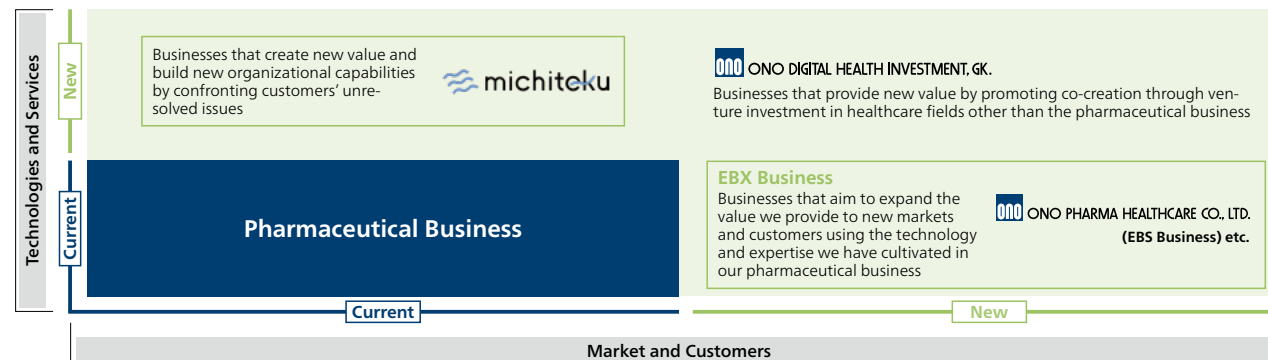 Technologies and Services
New
Businesses that create new value and
build new organizational capabilities
by confronting customers' unre-
solved issues
michiteku
ono ONO DIGITAL HEALTH INVESTMENT, GK.
Businesses that provide new value by promoting co-creation through ven-
ture investment in healthcare fields other than the pharmaceutical business
Current
Pharmaceutical Business
EBX Business
Businesses that aim to expand the
value we provide to new markets
and customers using the technology
and expertise we have cultivated in
our pharmaceutical business
ono ONO PHARMA HEALTHCARE CO., LTD.
(EBS Business) etc.
Current
New
Market and Customers